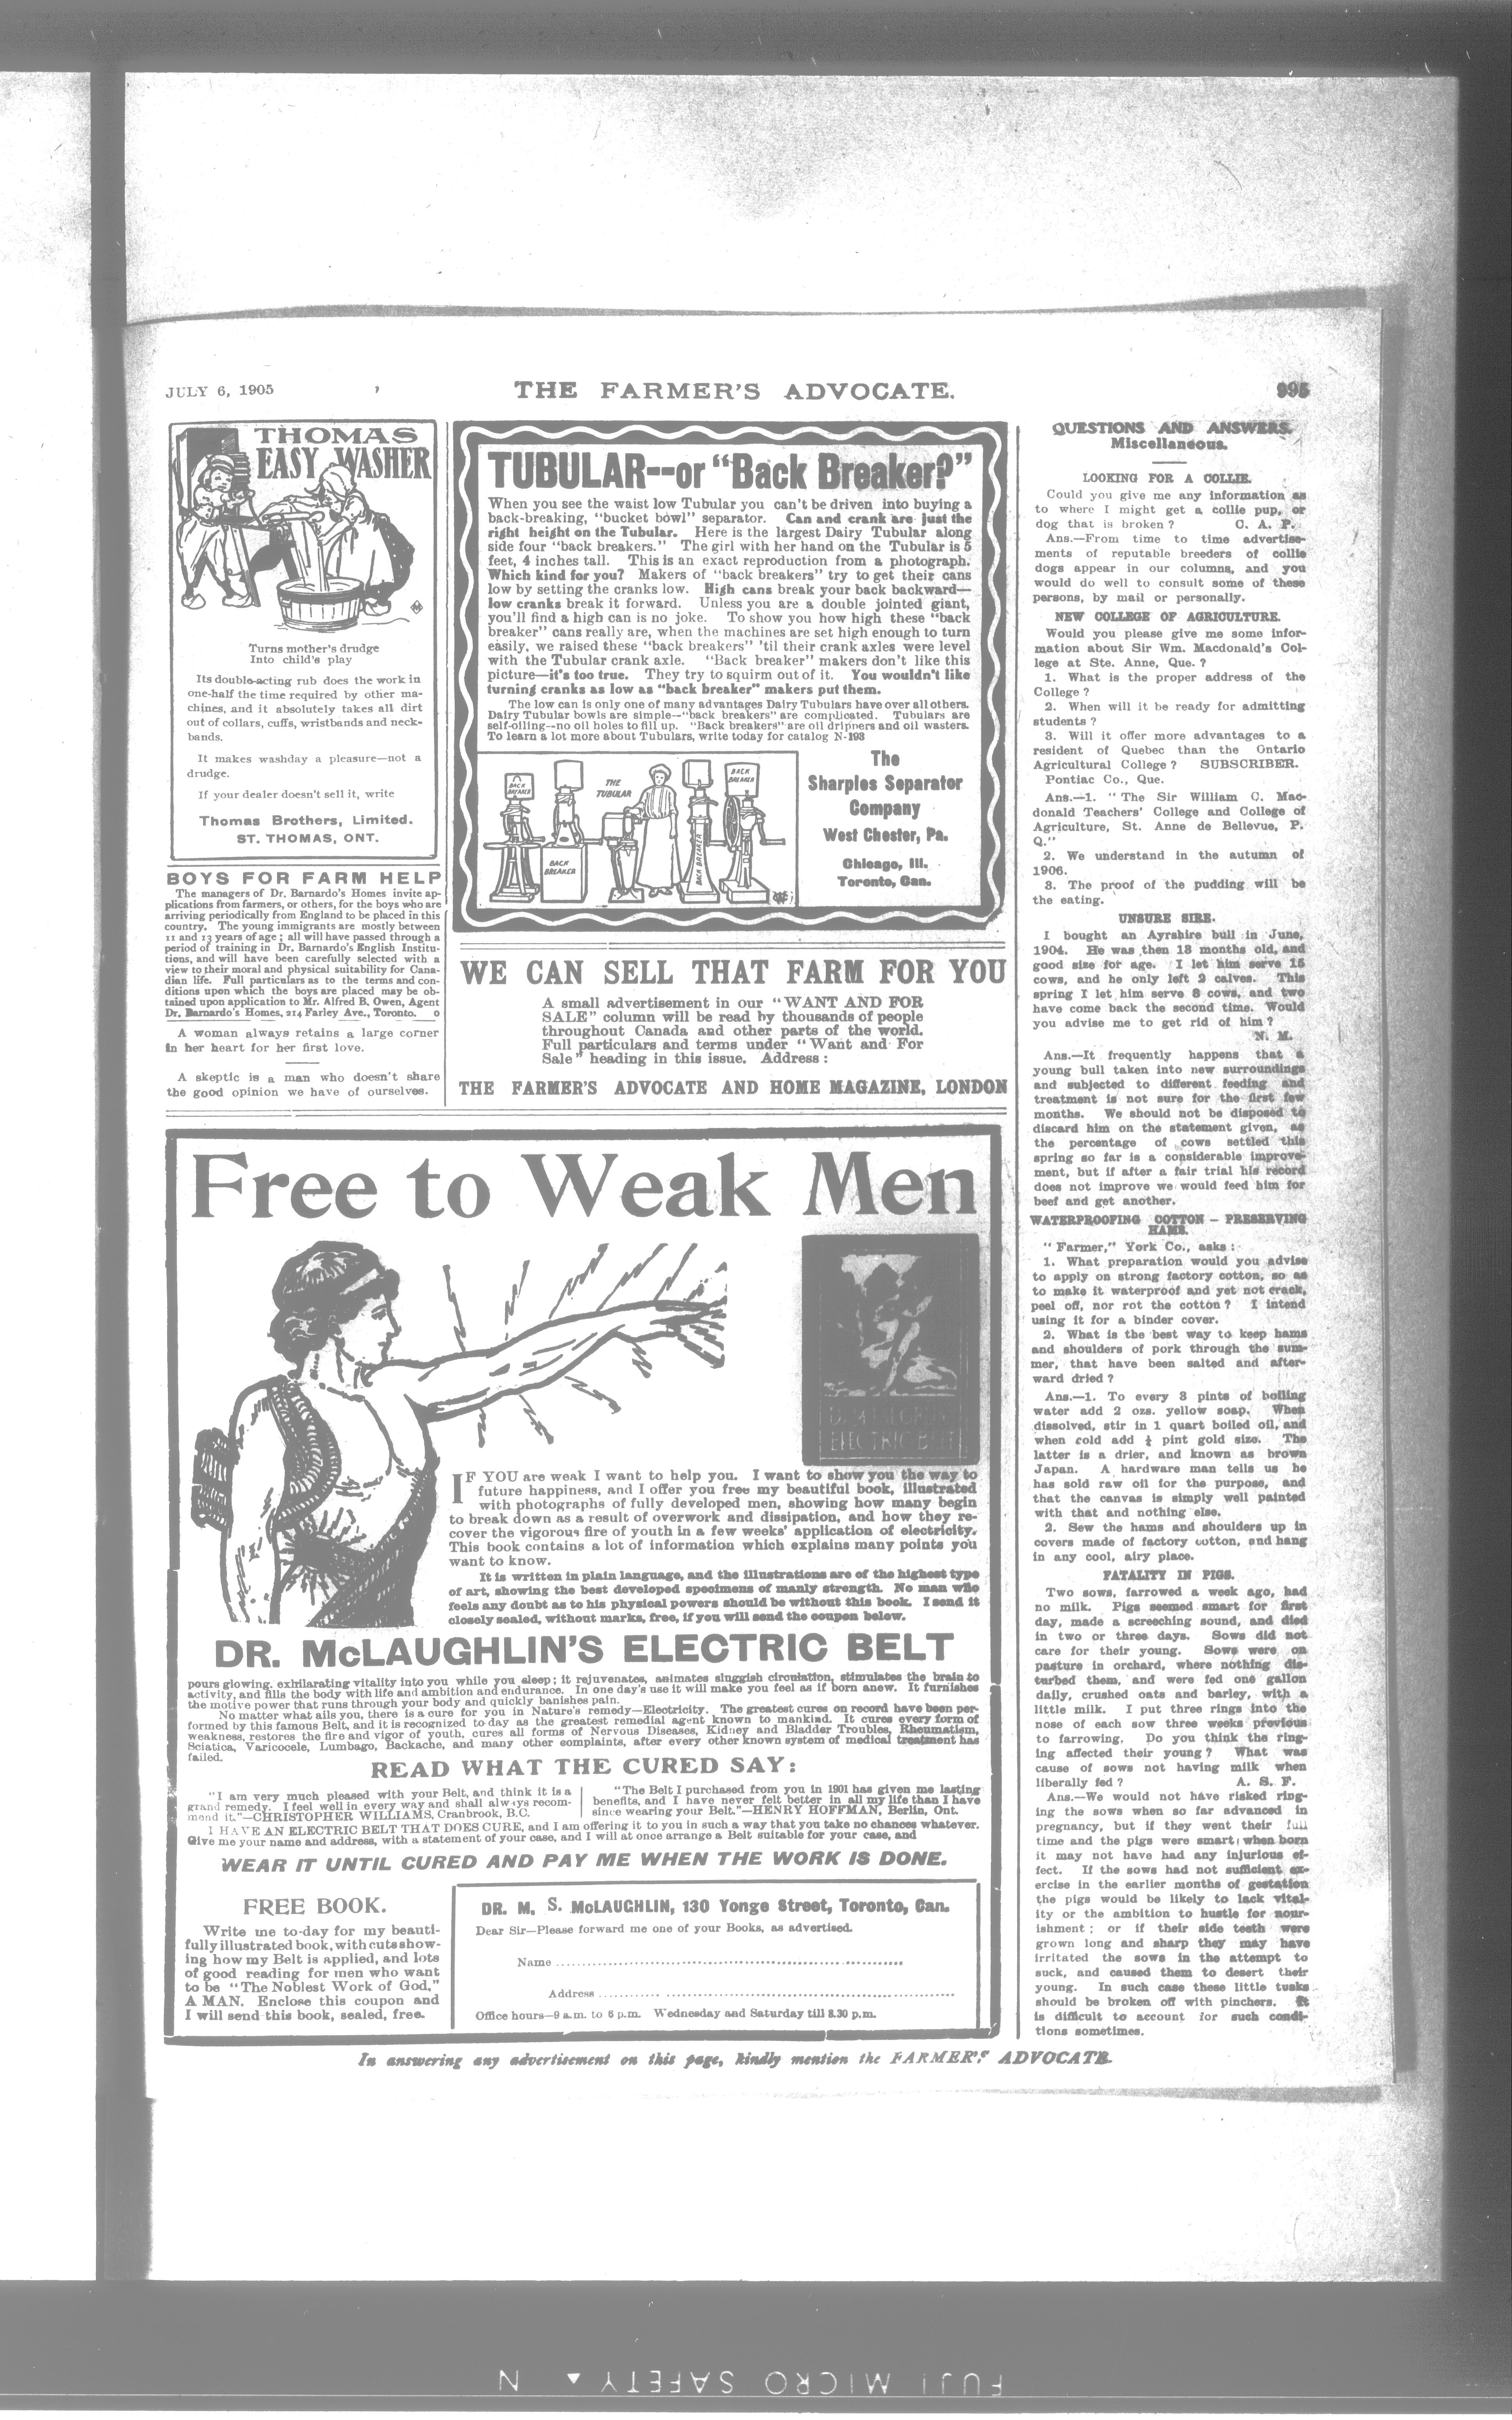 JULY 6, 1905
THE FARMER'S ADVOCATE.
995
THOMAS
EASY WASHER
Turns mother's drudge
Into child's play
Its double-acting rub does the work in
one-half the time required by other ma-
chines, and it absolutely takes all dirt
out of collars, cuffs, wristbands and neck-
bands.
It makes washday a pleasure—not a
drudge.
If your dealer doesn't sell it, write
Thomas Brothers, Limited.
ST. THOMAS, ONT.
BOYS FOR FARM HELP
The managers of Dr. Barnardo's Homes invite ap-
plications from farmers, or others, for the boys who are
arriving periodically from England to be placed in this
country. The young immigrants are mostly between
11 and 13 years of age; all will have passed through a
period of training in Dr. Barnardo's English Institu-
tions, and will have been carefully selected with a
view to their moral and physical suitability for Cana-
dian life. Full particulars as to the terms and con-
ditions upon which the boys are placed may be ob-
tained upon application to Mr. Alfred B. Owen, Agent
Dr. Barnardo's Homes, 214 Farley Ave., Toronto. o
A woman always retains a large corner
in her heart for her first love.
A skeptic is a man who doesn't share
the good opinion we have of ourselves.
TUBULAR--or "Back Breaker?"
When you see the waist low Tubular you can't be driven into buying a
back-breaking, "bucket bowl" separator. Can and crank are just the
right height on the Tubular. Here is the largest Dairy Tubular along
side four "back breakers." The girl with her hand on the Tubular is 5
feet, 4 inches tall. This is an exact reproduction from a photograph.
Which kind for you? Makers of "back breakers" try to get their cans
low by setting the cranks low. High cans break your back backward—
low cranks break it forward. Unless you are a double jointed giant,
you'll find a high can is no joke. To show you how high these "back
breaker" cans really are, when the machines are set high enough to turn
easily, we raised these "back breakers" 'til their crank axles were level
with the Tubular crank axle. "Back breaker" makers don't like this
picture—it's too true. They try to squirm out of it. You wouldn't like
turning cranks as low as "back breaker" makers put them.
The low can is only one of many advantages Dairy Tubulars have over all others.
Dairy Tubular bowls are simple—"back breakers" are complicated. Tubulars are
self-oiling—no oil holes to fill up. "Back breakers" are oil drippers and oil wasters.
To learn a lot more about Tubulars, write today for catalog N-193
BACK
BREAKER
BACK
BREAKER
THE
TUBULAR
BACK BREAKER
BACK
BREAKER
The
Sharples Separator
Company
West Chester, Pa.
Chicago, Ill.
Toronto, Can.
WE CAN SELL THAT FARM FOR YOU
A small advertisement in our "WANT AND FOR
SALE" column will be read by thousands of people
throughout Canada and other parts of the world.
Full particulars and terms under "Want and For
Sale" heading in this issue. Address:
THE FARMER'S ADVOCATE AND HOME MAGAZINE, LONDON
Free to Weak Men
DR. McLAUGHLIN'S
ELECTRIC BELT
IF YOU are weak I want to help you. I want to show you the way to
future happiness, and I offer you free my beautiful book, illustrated
with photographs of fully developed men, showing how many begin
to break down as a result of overwork and dissipation, and how they re-
cover the vigorous fire of youth in a few weeks' application of electricity.
This book contains a lot of information which explains many points you
want to know.
It is written in plain language, and the illustrations are of the highest type
of art, showing the best developed specimens of manly strength. No man who
feels any doubt as to his physical powers should be without this book. I send it
closely sealed, without marks, free, if you will send the coupon below.
DR. McLAUGHLIN'S ELECTRIC BELT
pours glowing, exhilarating vitality into you while you sleep; it rejuvenates, animates sluggish circulation, stimulates the brain to
activity, and fills the body with life and ambition and endurance. In one day's use it will make you feel as if born anew. It furnishes
the motive power that runs through your body and quickly banishes pain.
No matter what ails you, there is a cure for you in Nature's remedy—Electricity. The greatest cures on record have been per-
formed by this famous Belt, and it is recognized to-day as the greatest remedial agent known to mankind. It cures every form of
weakness, restores the fire and vigor of youth, cures all forms of Nervous Diseases, Kidney and Bladder Troubles, Rheumatism,
Sciatica, Varicocele, Lumbago, Backache, and many other complaints, after every other known system of medical treatment has
failed.
READ WHAT THE CURED SAY:
"I am very much pleased with your Belt, and think it is a
grand remedy. I feel well in every way and shall always recom-
mend it."—CHRISTOPHER WILLIAMS, Cranbrook, B.C.
"The Belt I purchased from you in 1901 has given me lasting
benefits, and I have never felt better in all my life than I have
since wearing your Belt."—HENRY HOFFMAN, Berlin, Ont.
I HAVE AN ELECTRIC BELT THAT DOES CURE, and I am offering it to you in such a way that you take no chances whatever.
Give me your name and address, with a statement of your case, and I will at once arrange a Belt suitable for your case, and
WEAR IT UNTIL CURED AND PAY ME WHEN THE WORK IS DONE.
FREE BOOK.
Write me to-day for my beauti-
fully illustrated book, with cuts show-
ing how my Belt is applied, and lots
of good reading for men who want
to be "The Noblest Work of God,"
A MAN. Enclose this coupon and
I will send this book, sealed, free.
DR. M. S. McLAUGHLIN, 130 Yonge Street, Toronto, Can.
Dear Sir—Please forward me one of your Books, as advertised.
Name
Address
Office hours—9 a.m. to 6 p.m. Wednesday and Saturday till 8.30 p.m.
QUESTIONS AND ANSWERS.
Miscellaneous.
LOOKING FOR A COLLIE.
Could you give me any information as
to where I might get a collie pup, or
dog that is broken? C. A. P.
Ans.—From time to time advertise-
ments of reputable breeders of collie
dogs appear in our columns, and you
would do well to consult some of these
persons, by mail or personally.
NEW COLLEGE OF AGRICULTURE.
Would you please give me some infor-
mation about Sir Wm. Macdonald's Col-
lege at Ste. Anne, Que.?
1. What is the proper address of the
College?
2. When will it be ready for admitting
students?
3. Will it offer more advantages to a
resident of Quebec than the Ontario
Agricultural College? SUBSCRIBER.
Pontiac Co., Que.
Ans.—1. "The Sir William C. Mac-
donald Teachers' College and College of
Agriculture, St. Anne de Bellevue, P.
Q."
2. We understand in the autumn of
1906.
3. The proof of the pudding will be
the eating.
UNSURE SIRE.
I bought an Ayrshire bull in June,
1904. He was then 18 months old, and
good size for age. I let him serve 15
cows, and he only left 2 calves. This
spring I let him serve 8 cows, and two
have come back the second time. Would
you advise me to get rid of him?
N. M.
Ans.—It frequently happens that a
young bull taken into new surroundings
and subjected to different feeding and
treatment is not sure for the first few
months. We should not be disposed to
discard him on the statement given, as
the percentage of cows settled this
spring so far is a considerable improve-
ment, but if after a fair trial his record
does not improve we would feed him for
beef and get another.
WATERPROOFING COTTON — PRESERVING
HAMS.
"Farmer," York Co., asks:
1. What preparation would you advise
to apply on strong factory cotton, so as
to make it waterproof and yet not crack,
peel off, nor rot the cotton? I intend
using it for a binder cover.
2. What is the best way to keep hams
and shoulders of pork through the sum-
mer, that have been salted and after-
ward dried?
Ans.—1. To every 3 pints of boiling
water add 2 ozs. yellow soap. When
dissolved, stir in 1 quart boiled oil, and
when cold add ¼ pint gold size. The
latter is a drier, and known as brown
Japan. A hardware man tells us he
has sold raw oil for the purpose, and
that the canvas is simply well painted
with that and nothing else.
2. Sew the hams and shoulders up in
covers made of factory cotton, and hang
in any cool, airy place.
FATALITY IN PIGS.
Two sows, farrowed a week ago, had
no milk. Pigs seemed smart for first
day, made a screeching sound, and died
in two or three days. Sows did not
care for their young. Sows were on
pasture in orchard, where nothing dis-
turbed them, and were fed one gallon
daily, crushed oats and barley, with a
little milk. I put three rings into the
nose of each sow three weeks previous
to farrowing. Do you think the ring-
ing affected their young? What was
cause of sows not having milk when
liberally fed? A. S. F.
Ans.—We would not have risked ring-
ing the sows when so far advanced in
pregnancy, but if they went their full
time and the pigs were smart when born
it may not have had any injurious ef-
fect. If the sows had not sufficient ex-
ercise in the earlier months of gestation
the pigs would be likely to lack vital-
ity or the ambition to hustle for nour-
ishment; or if their side teeth were
grown long and sharp they may have
irritated the sows in the attempt to
suck, and caused them to desert their
young. In such case these little tusks
should be broken off with pinchers. It
is difficult to account for such condi-
tions sometimes.
In answering any advertisement on this page, kindly mention the FARMER'S ADVOCATE.
FUJI MICRO SAFETY ▲ N